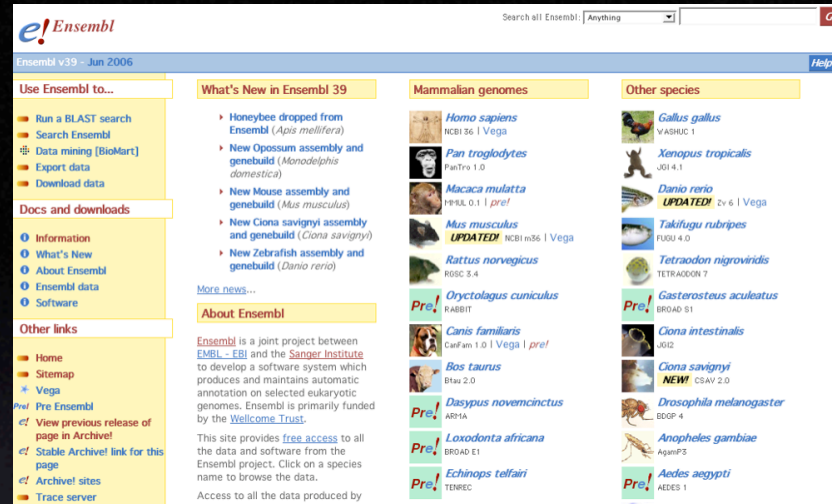 e! Ensembl
Search all Ensembl: Anything
Ensembl v39 - Jun 2006
Help
Use Ensembl to...
Run a BLAST search
Search Ensembl
Data mining [BioMart]
Export data
Download data
Docs and downloads
Information
What's New
About Ensembl
Ensembl data
Software
Other links
Home
Sitemap
Vega
Pre! Pre Ensembl
e! View previous release of
page in Archive!
e! Stable Archive! link for this
page
e! Archive! sites
Trace server
What's New in Ensembl 39
Honeybee dropped from
Ensembl (Apis mellifera)
New Opossum assembly and
genebuild (Monodelphis
domestica)
New Mouse assembly and
genebuild (Mus musculus)
New Ciona savignyi assembly
and genebuild (Ciona savignyi)
New Zebrafish assembly and
genebuild (Danio rerio)
More news...
About Ensembl
Ensembl is a joint project between
EMBL - EBI and the Sanger Institute
to develop a software system which
produces and maintains automatic
annotation on selected eukaryotic
genomes. Ensembl is primarily funded
by the Wellcome Trust.
This site provides free access to all
the data and software from the
Ensembl project. Click on a species
name to browse the data.
Access to all the data produced by
Mammalian genomes
Homo sapiens
NCBI 36 | Vega
Pan troglodytes
PanTro 1.0
Macaca mulatta
MMUL 0.1 | pre!
Mus musculus
UPDATED! NCBI m36 | Vega
Rattus norvegicus
RGSC 3.4
Pre! Oryctolagus cuniculus
RABBIT
Canis familiaris
CanFam 1.0 | Vega | pre!
Bos taurus
Btau 2.0
Pre! Dasypus novemcinctus
ARMA
Pre! Loxodonta africana
BROAD E1
Pre! Echinops telfairi
TENREC
Other species
Gallus gallus
WASHUC 1
Xenopus tropicalis
JGI 4.1
Danio rerio
UPDATED! Zv 6 | Vega
Takifugu rubripes
FUGU 4.0
Tetraodon nigroviridis
TETRAODON 7
Pre! Gasterosteus aculeatus
BROAD S1
Ciona intestinalis
JGI2
Ciona savignyi
NEW! CSAV 2.0
Drosophila melanogaster
BDGP 4
Anopheles gambiae
AgamP3
Pre! Aedes aegypti
AEDES 1